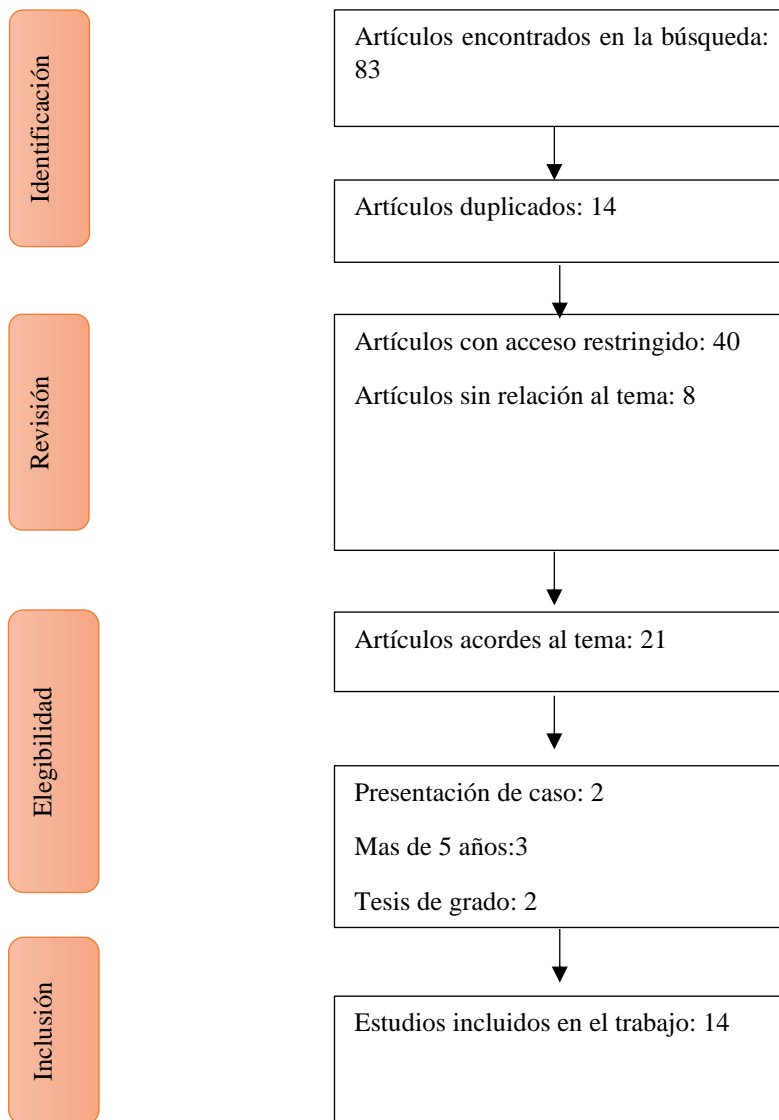 Identificación
Artículos encontrados en la búsqueda:
83
Artículos duplicados: 14
Revisión
Artículos con acceso restringido: 40
Artículos sin relación al tema: 8
Elegibilidad
Artículos acordes al tema: 21
Presentación de caso: 2
Mas de 5 años:3
Tesis de grado: 2
Inclusión
Estudios incluidos en el trabajo: 14